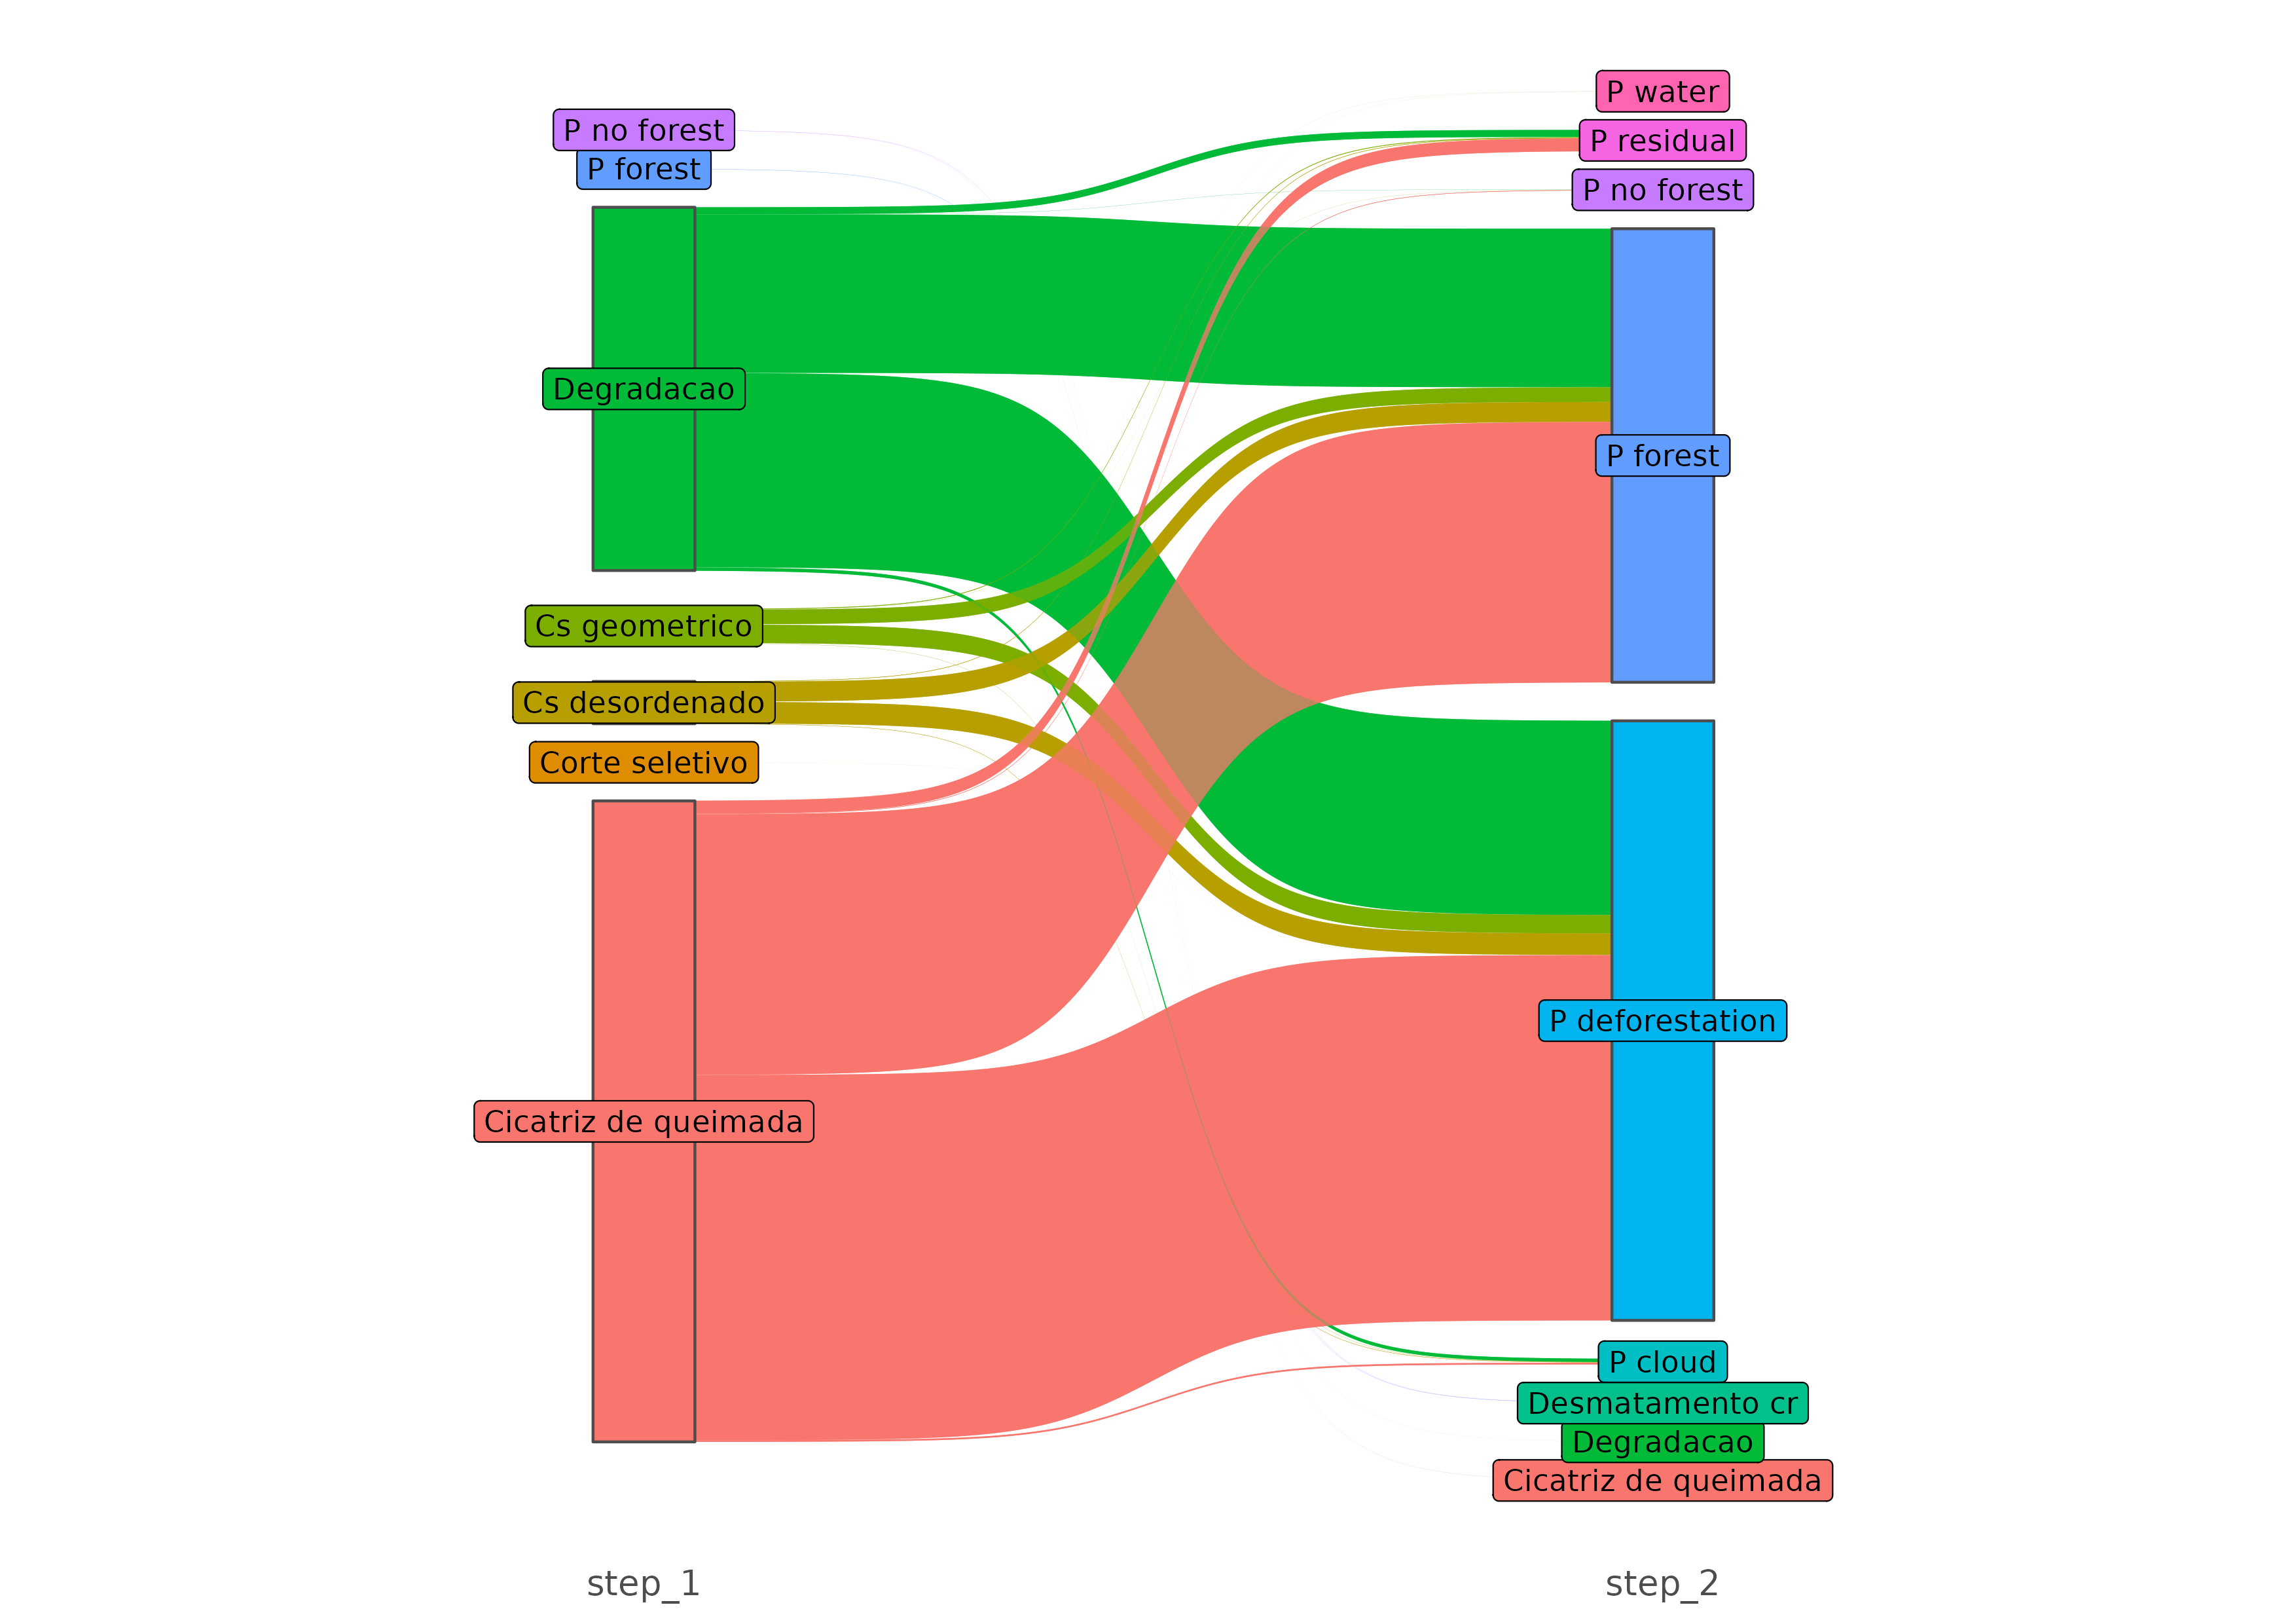 P no forest
P forest
Degradacao
Cs geometrico
Cs desordenado
Corte seletivo
Cicatriz de queimada
P water
P residual
P no forest
P forest
P deforestation
P cloud
Desmatamento cr
Degradacao
Cicatriz de queimada
step_1
step_2